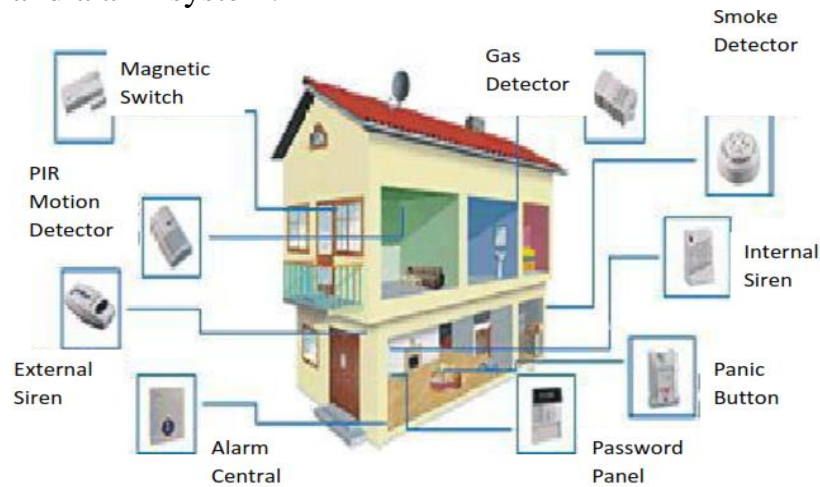 Smoke
Detector
Magnetic
Switch
Gas
Detector
PIR
Motion
Detector
Internal
Siren
External
Siren
Panic
Button
Alarm
Central
Password
Panel